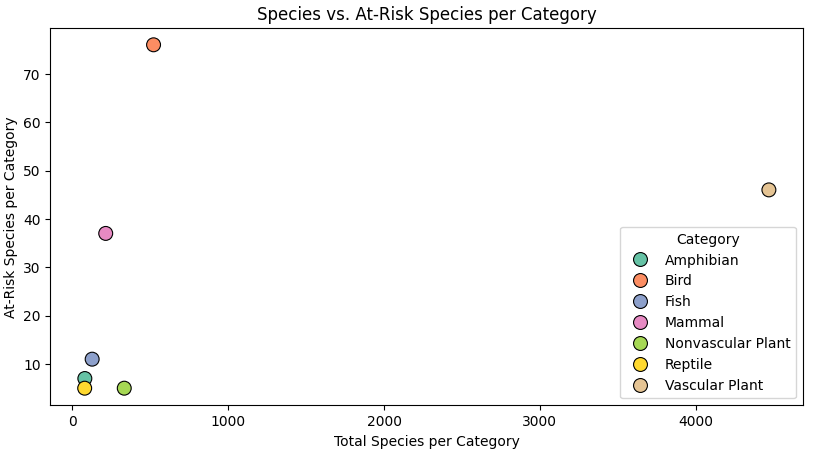 Species vs. At-Risk Species per Category
At-Risk Species per Category
70
60
50
40
30
20
10
0
1000
2000
3000
4000
Total Species per Category
Category
Amphibian
Bird
Fish
Mammal
Nonvascular Plant
Reptile
Vascular Plant